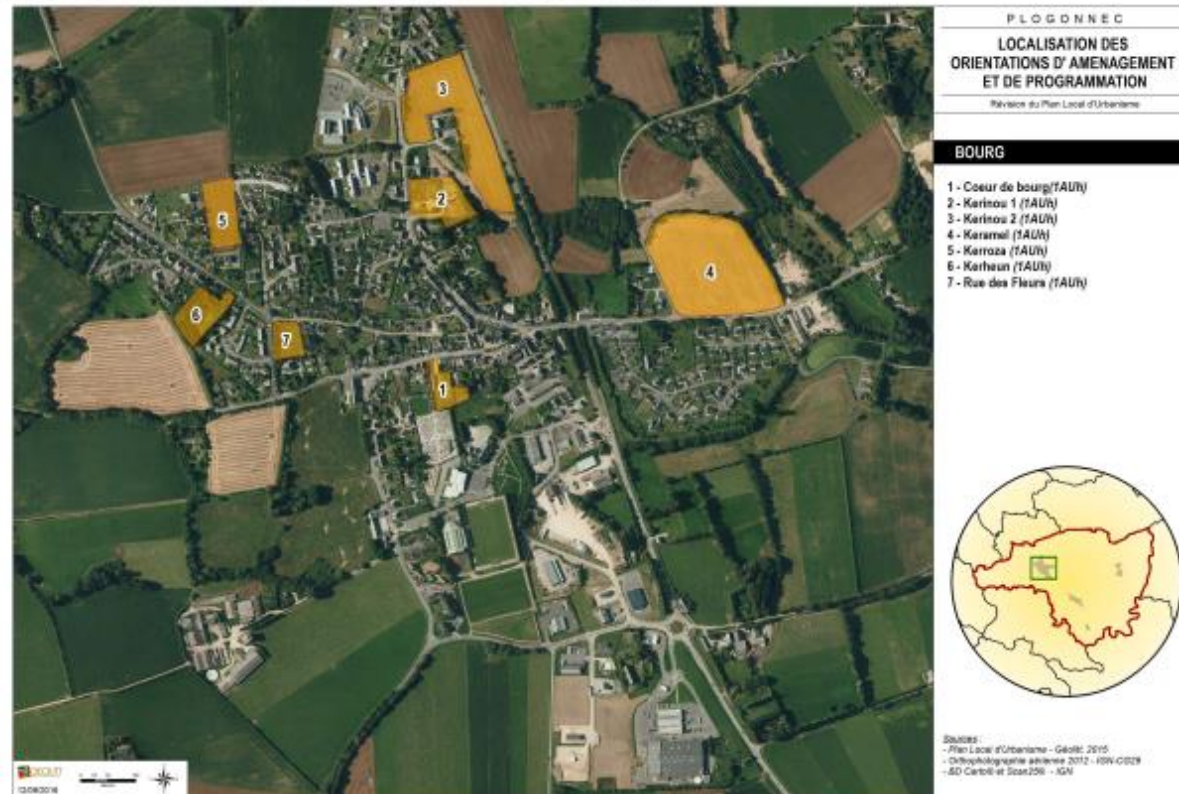 PLOGONNEC
LOCALISATION DES
ORIENTATIONS D' AMENAGEMENT
ET DE PROGRAMMATION
Révision du Plan Local d'Urbanisme
BOURG
1 - Coeur de bourg(1AUh)
2 - Kerinou 1 (1AUh)
3 - Kerinou 2 (1AUh)
4 - Keramel (1AUh)
5 - Kerroza (1AUh)
6 - Kerheun (1AUh)
7 - Rue des Fleurs (1AUh)
3
2
5
4
6
7
1
Sources :
- Plan Local d'Urbanisme - Géolitt, 2015
- Orthophotographie aérienne 2012 - IGN-CG29
- BD Carto® et Scan25® - IGN